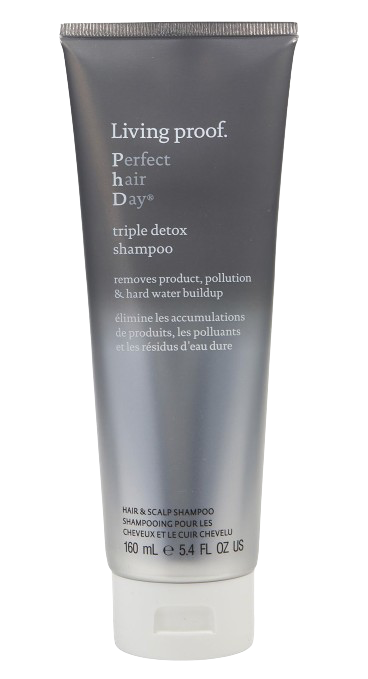 Living proof.
Perfect
hair
Day®
triple detox
shampoo
removes product, pollution
& hard water buildup
élimine les accumulations
de produits, les polluants
et les résidus d'eau dure
HAIR & SCALP SHAMPOO
SHAMPOOING POUR LES
CHEVEUX ET LE CUIR CHEVELU
160 mL ℮ 5.4 FL OZ US